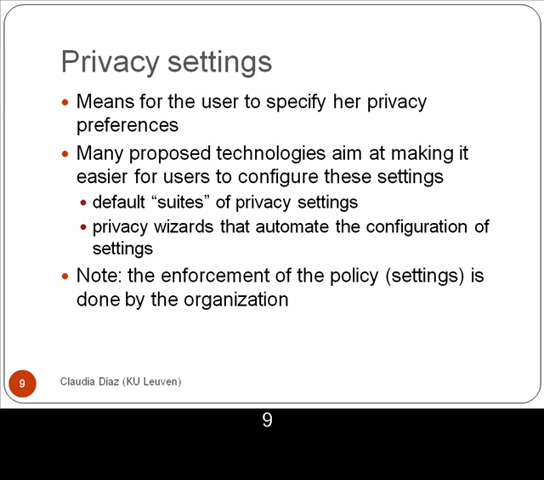 Privacy settings
• Means for the user to specify her privacy
preferences
• Many proposed technologies aim at making it
easier for users to configure these settings
• default “suites” of privacy settings
• privacy wizards that automate the configuration of
settings
• Note: the enforcement of the policy (settings) is
done by the organization
9 Claudia Diaz (KU Leuven)
9